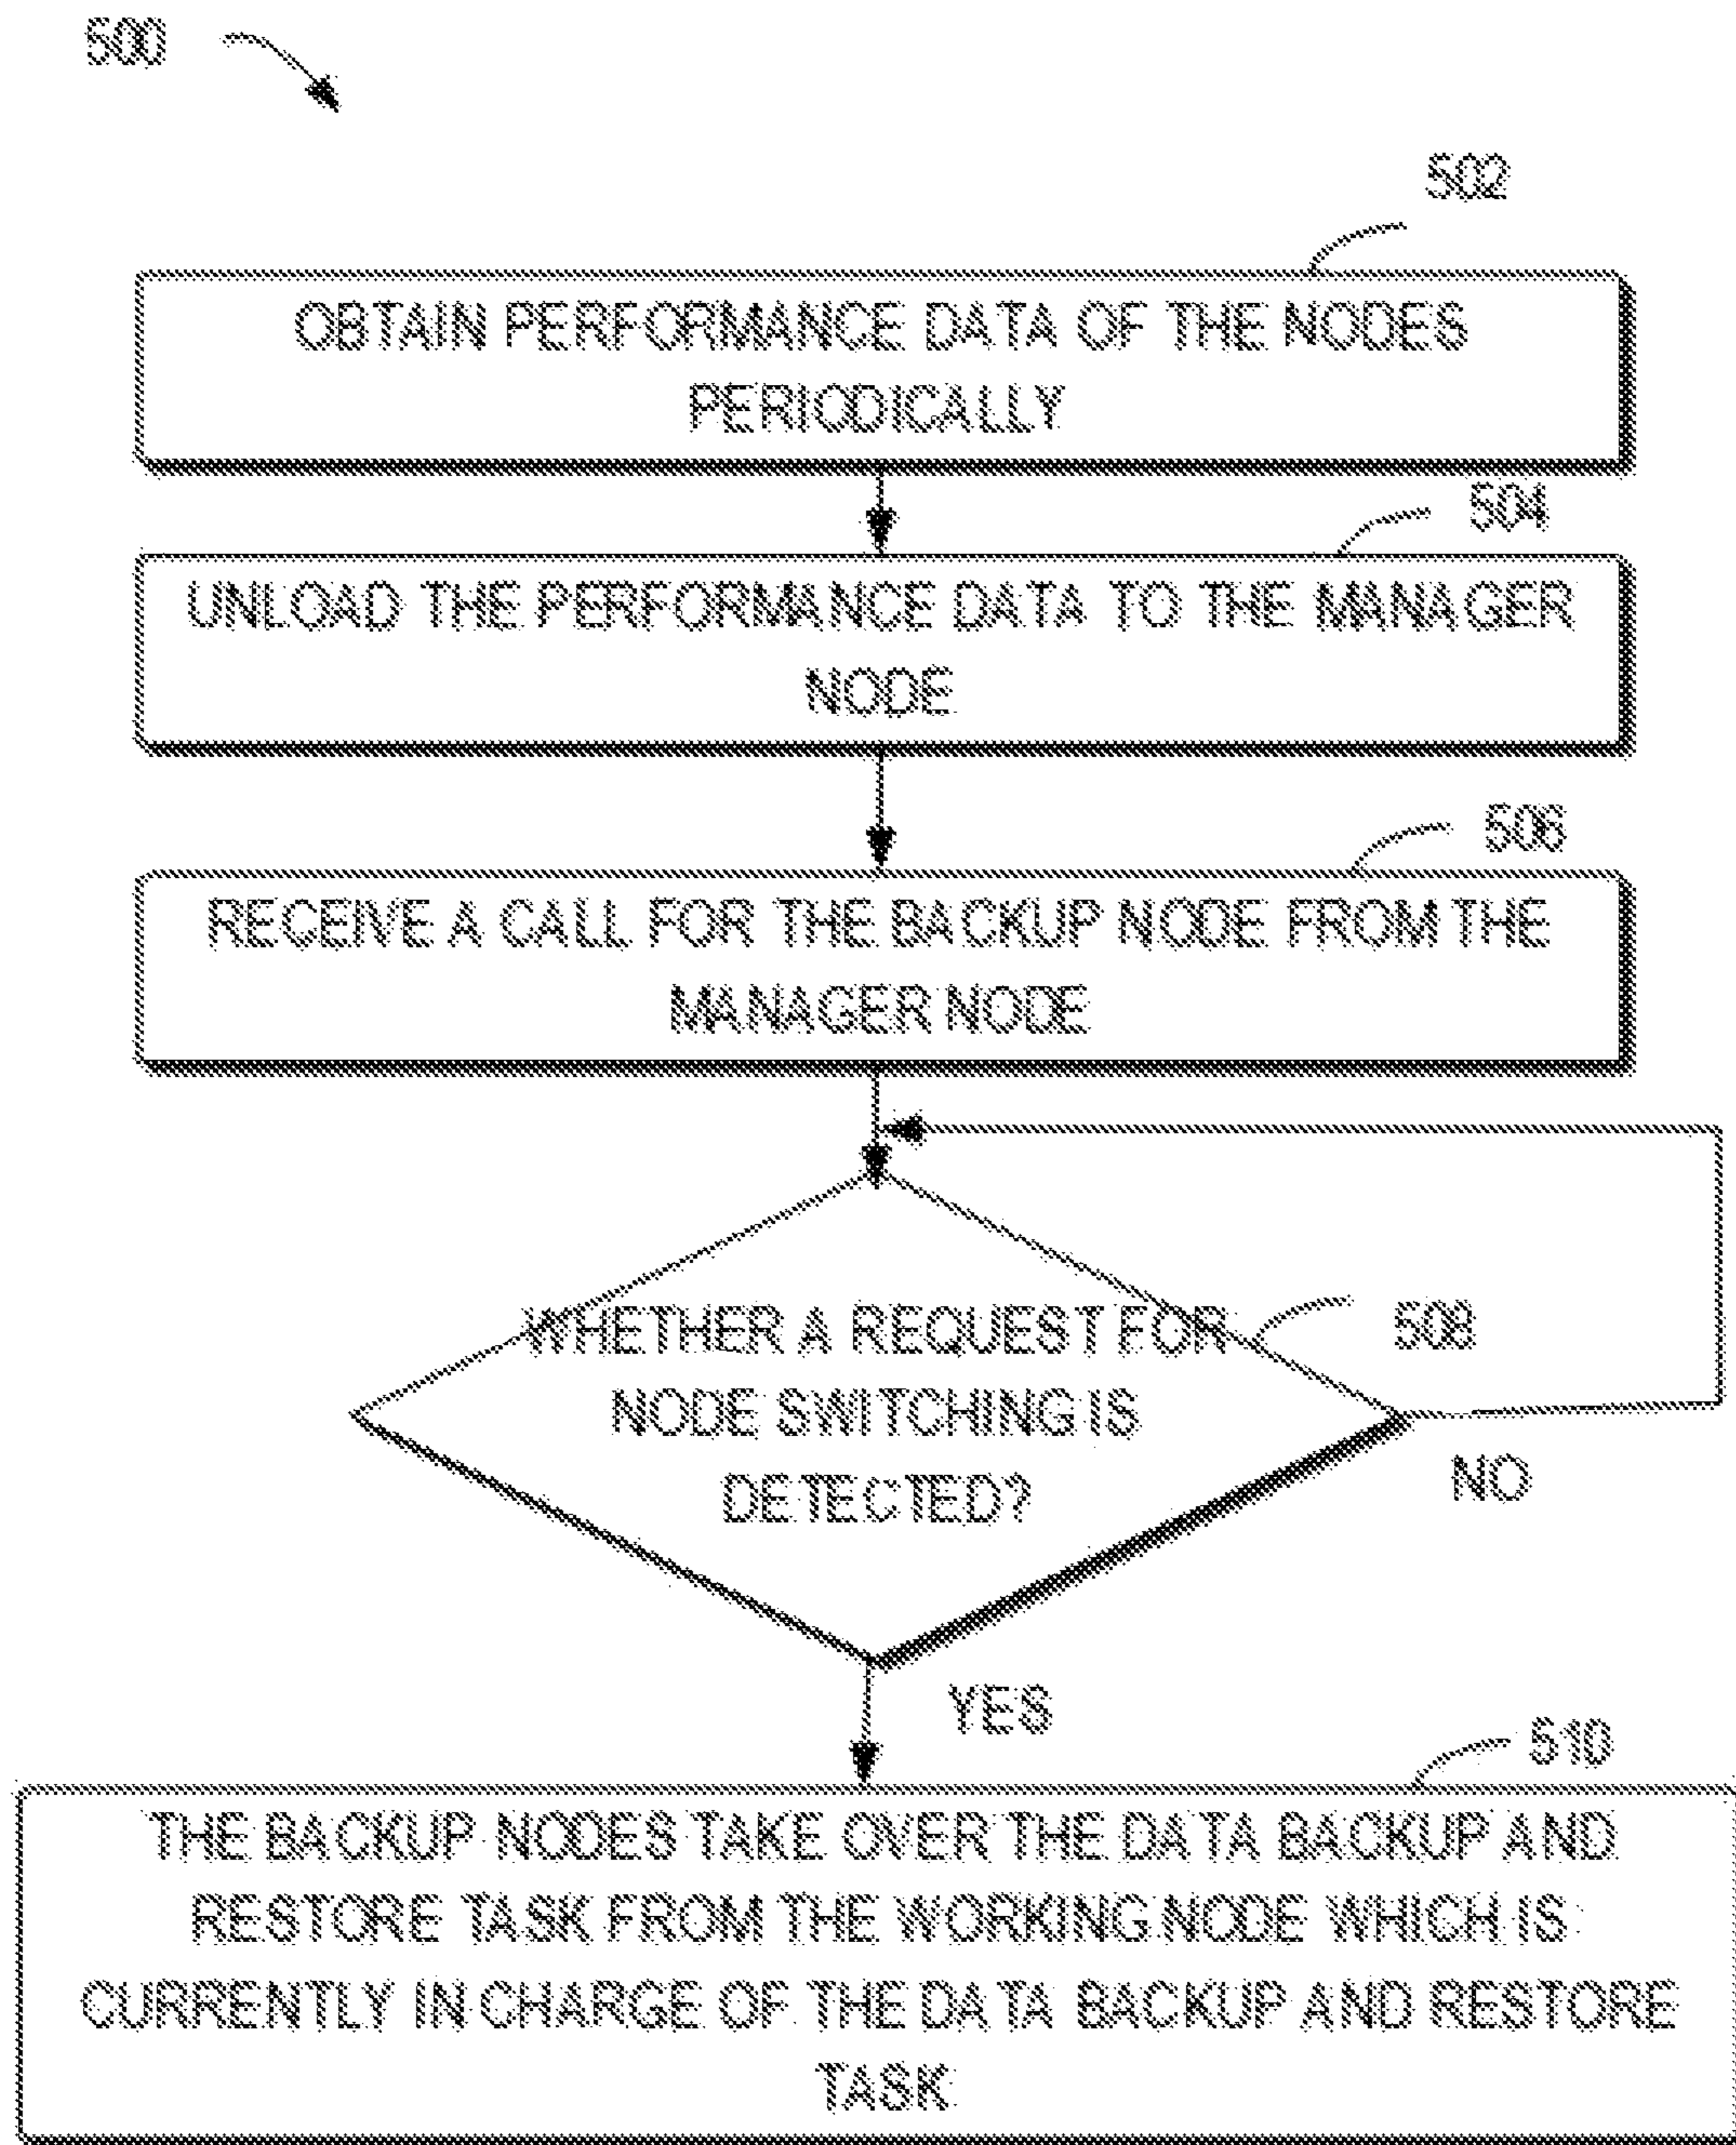 500
502
OBTAIN PERFORMANCE DATA OF THE NODES
PERIODICALLY
504
UNLOAD THE PERFORMANCE DATA TO THE MANAGER
NODE
506
RECEIVE A CALL FOR THE BACKUP NODE FROM THE
MANAGER NODE
WHETHER A REQUEST FOR
508
NODE SWITCHING IS
DETECTED?
NO
YES
510
THE BACKUP NODES TAKE OVER THE DATA BACKUP AND
RESTORE TASK FROM THE WORKING NODE WHICH IS
CURRENTLY IN CHARGE OF THE DATA BACKUP AND RESTORE
TASK